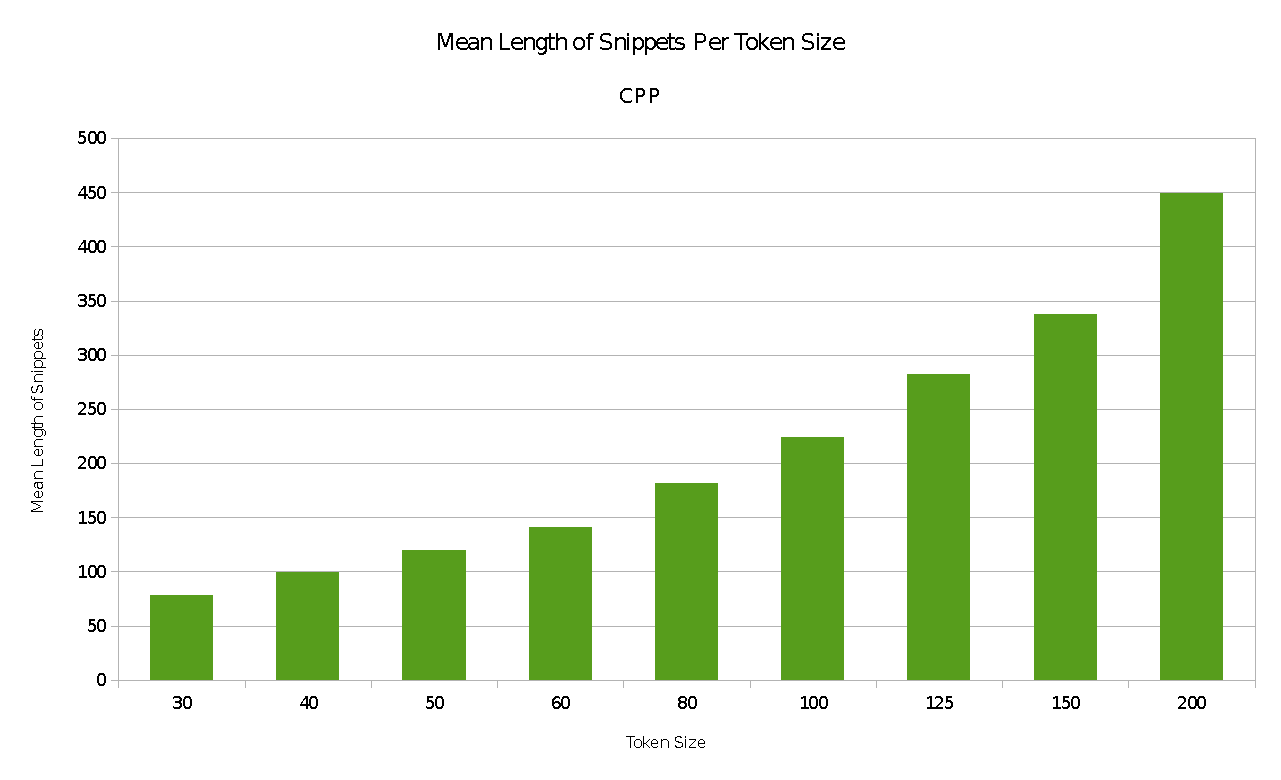 Mean Length of Snippets Per Token Size
CPP
500
450
400
350
300
250
200
150
100
50
0
Mean Length of Snippets
30 40 50 60 80 100 125 150 200
Token Size